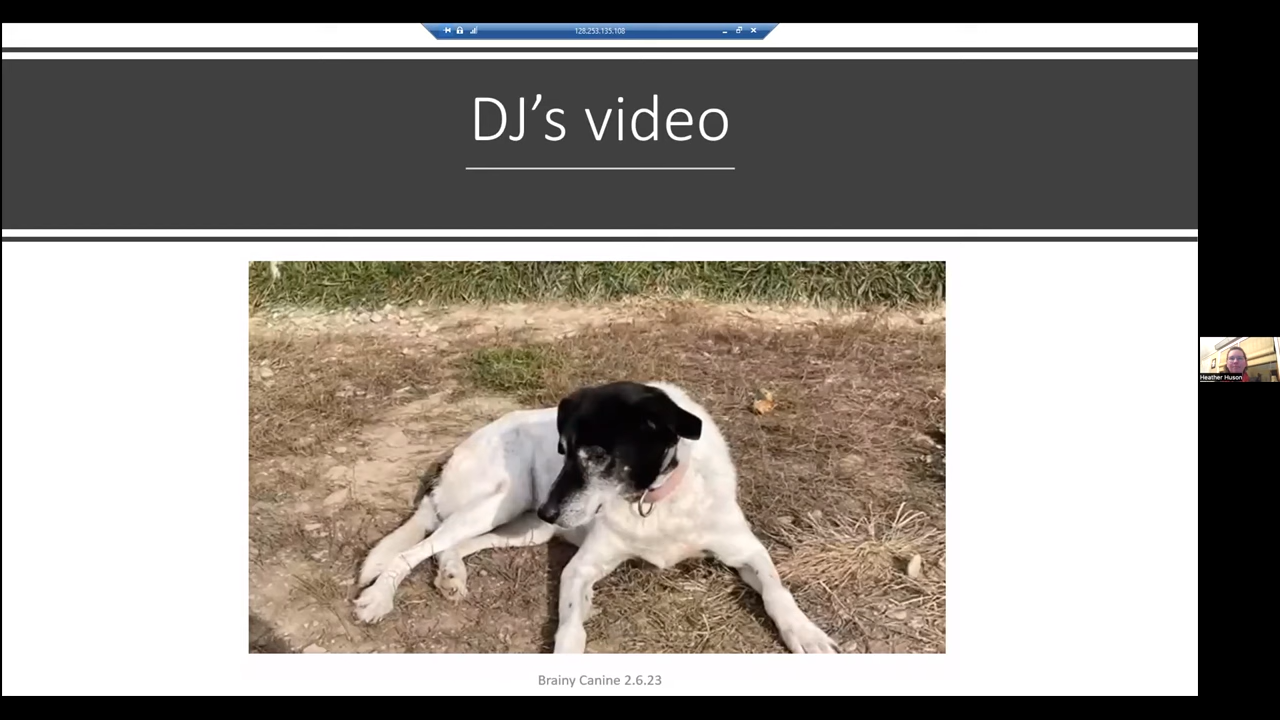 128.253.135.108
DJ’s video
Heather Huson
Brainy Canine 2.6.23